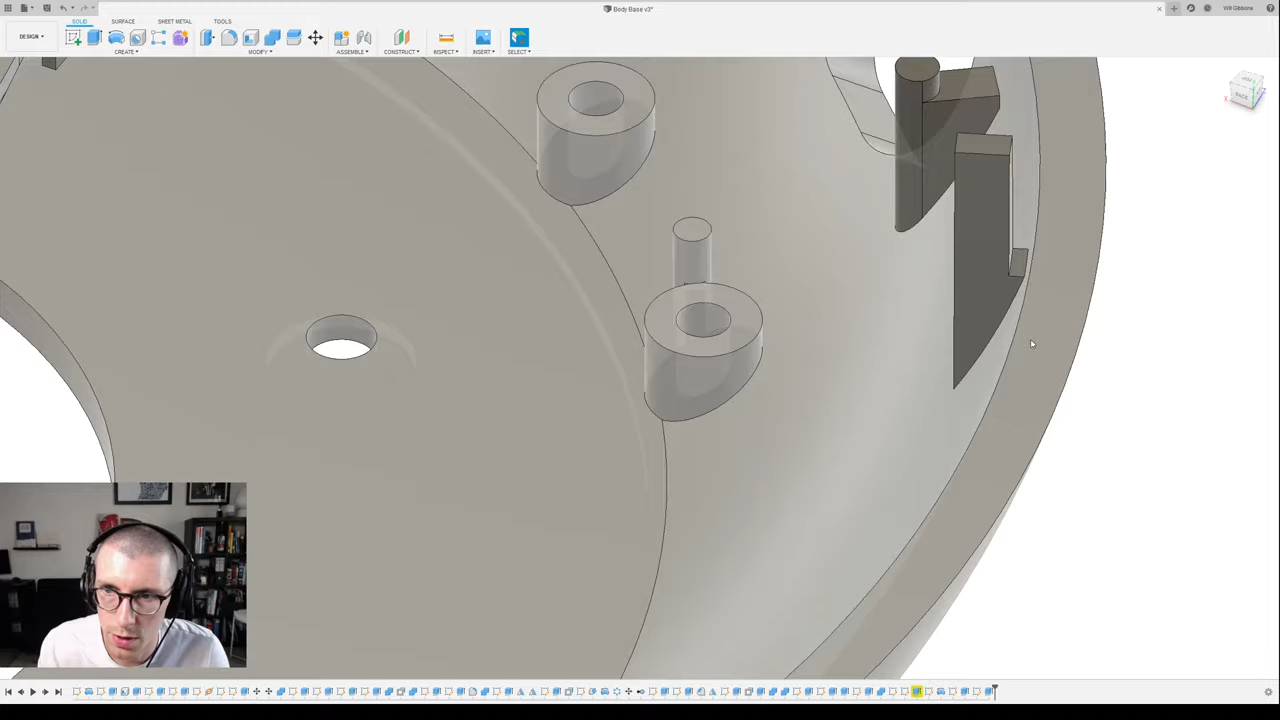 Body Base v3*
Will Gibbons
SOLID SURFACE SHEET METAL TOOLS
DESIGN
CREATE MODIFY ASSEMBLE CONSTRUCT INSPECT INSERT SELECT